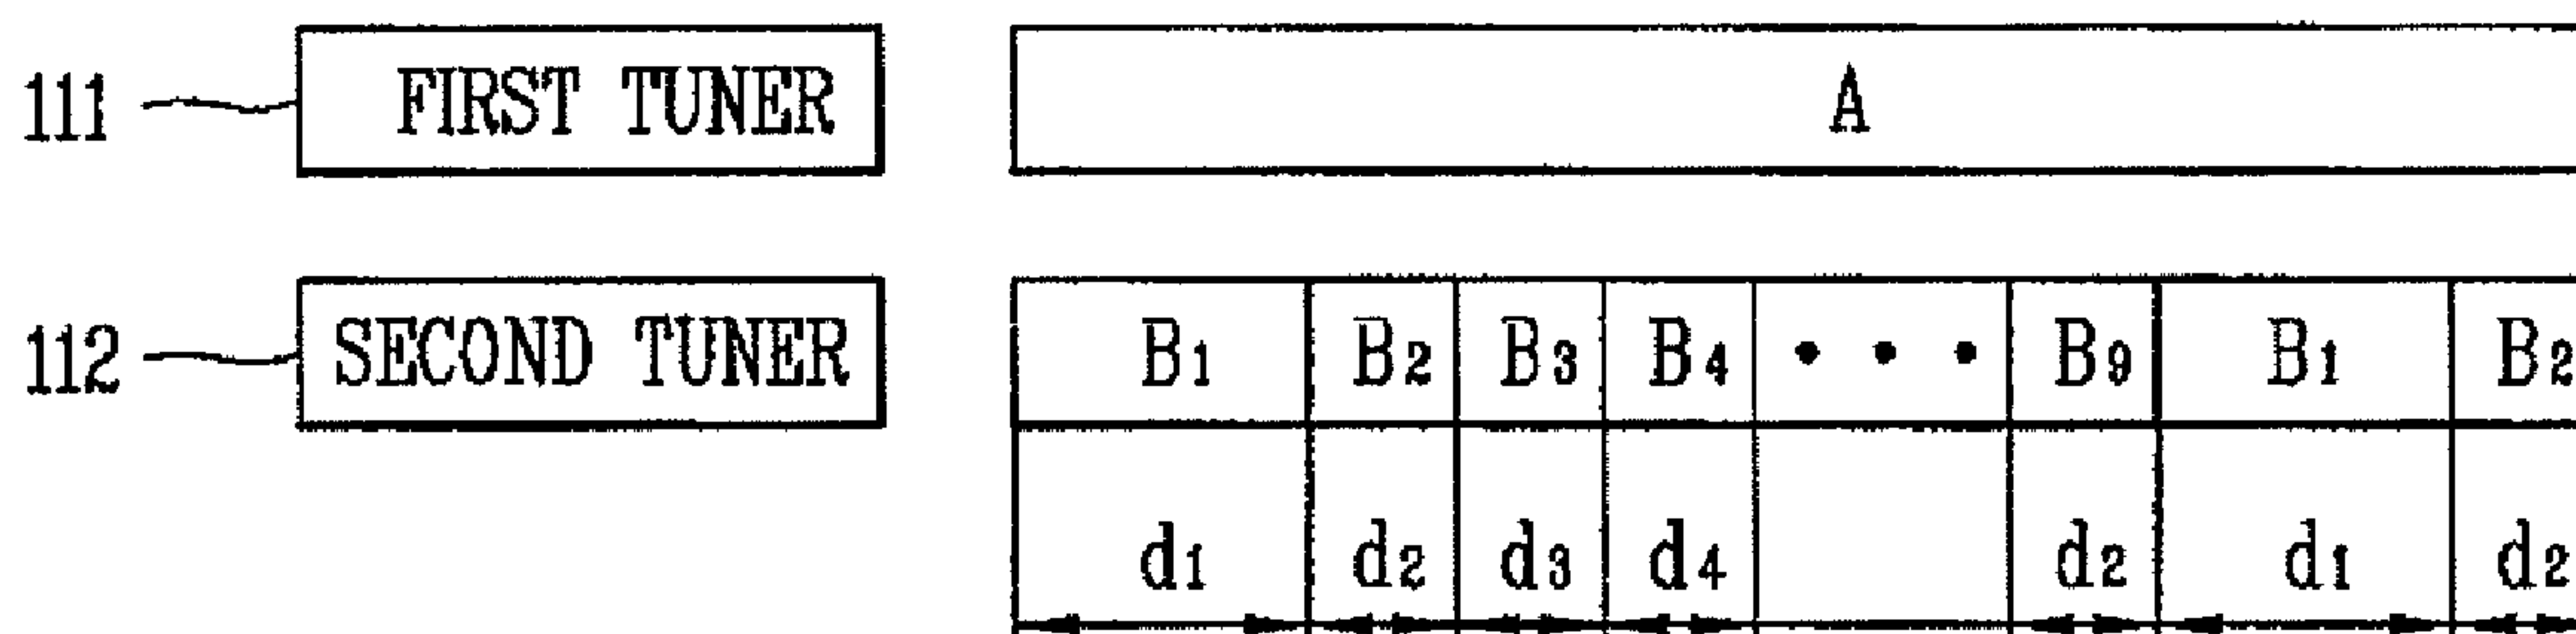 111 FIRST TUNER A
112 SECOND TUNER B1 B2 B3 B4 • • • B9 B1 B2
d1 d2 d3 d4 d2 d1 d2